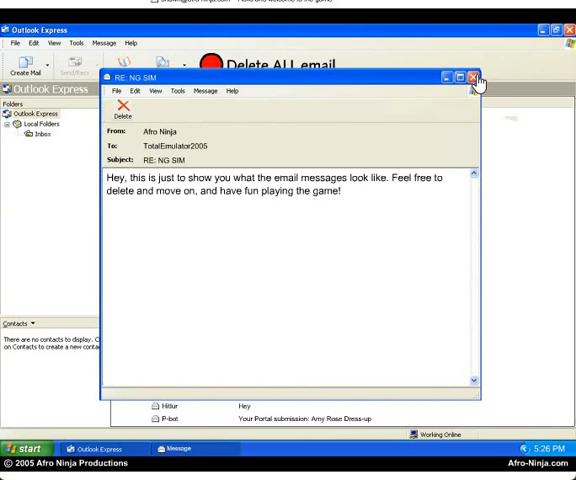 Outlook Express
File Edit View Tools Message Help
Create Mail Send/Recv Delete ALL email
Outlook Express
Folders
Outlook Express
Local Folders
Inbox
RE: NG SIM
File Edit View Tools Message Help
Delete
From: Afro Ninja
To: TotalEmulator2005
Subject: RE: NG SIM
Hey, this is just to show you what the email messages look like. Feel free to
delete and move on, and have fun playing the game!
Contacts
There are no contacts to display. C
on Contacts to create a new conta
Hitlur Hey
P-bot Your Portal submission: Amy Rose Dress-up
Working Online
start Outlook Express Message 5:26 PM
© 2005 Afro Ninja Productions Afro-Ninja.com